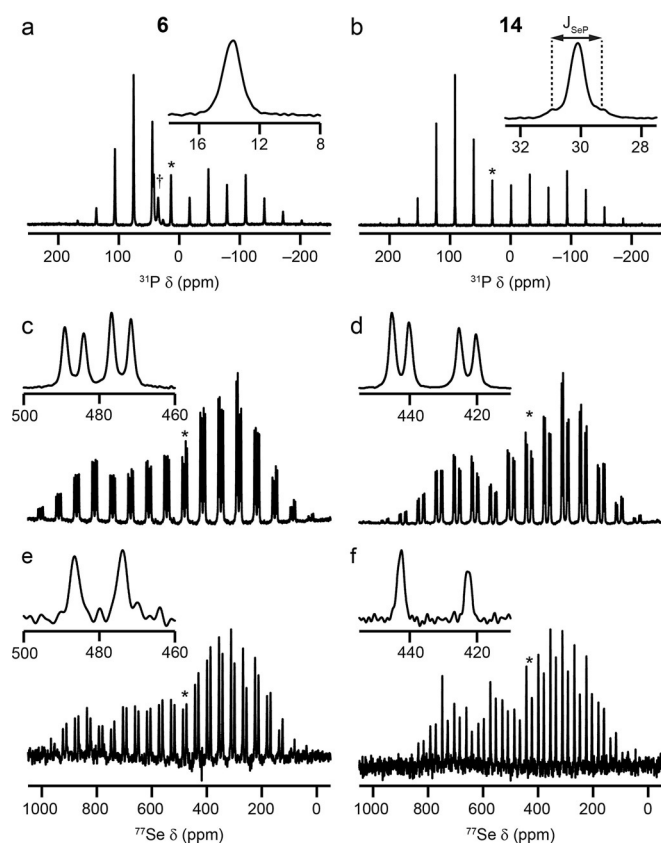 a 6 b 14 J_SeP
16 12 8 32 30 28
† * *
200 100 0 –100 –200 200 100 0 –100 –200
³¹P δ (ppm) ³¹P δ (ppm)
c d
500 480 460 440 420
* *
e f
500 480 460 440 420
* *
1000 800 600 400 200 0 1000 800 600 400 200 0
⁷⁷Se δ (ppm) ⁷⁷Se δ (ppm)